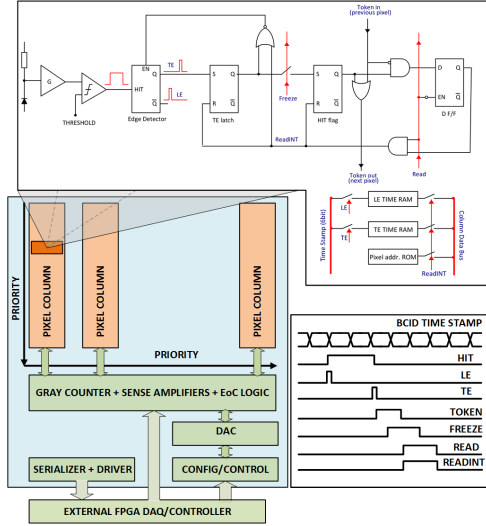 Token in
(previous pixel)
EN
TE
Q
S
Q
S
Q
D
Q
G
HIT
Q
LE
Freeze
EN
Q
R
Q
R
Q
THRESHOLD
Edge Detector
TE latch
HIT flag
D F/F
ReadINT
Token out
(next pixel)
Read
Time Stamp (6bit)
LE
LE TIME RAM
TE
TE TIME RAM
Pixel addr. ROM
ReadINT
Column Data Bus
PRIORITY
PIXEL COLUMN
PIXEL COLUMN
PIXEL COLUMN
PRIORITY
GRAY COUNTER + SENSE AMPLIFIERS + EoC LOGIC
DAC
SERIALIZER + DRIVER
CONFIG/CONTROL
EXTERNAL FPGA DAQ/CONTROLLER
BCID TIME STAMP
HIT
LE
TE
TOKEN
FREEZE
READ
READINT